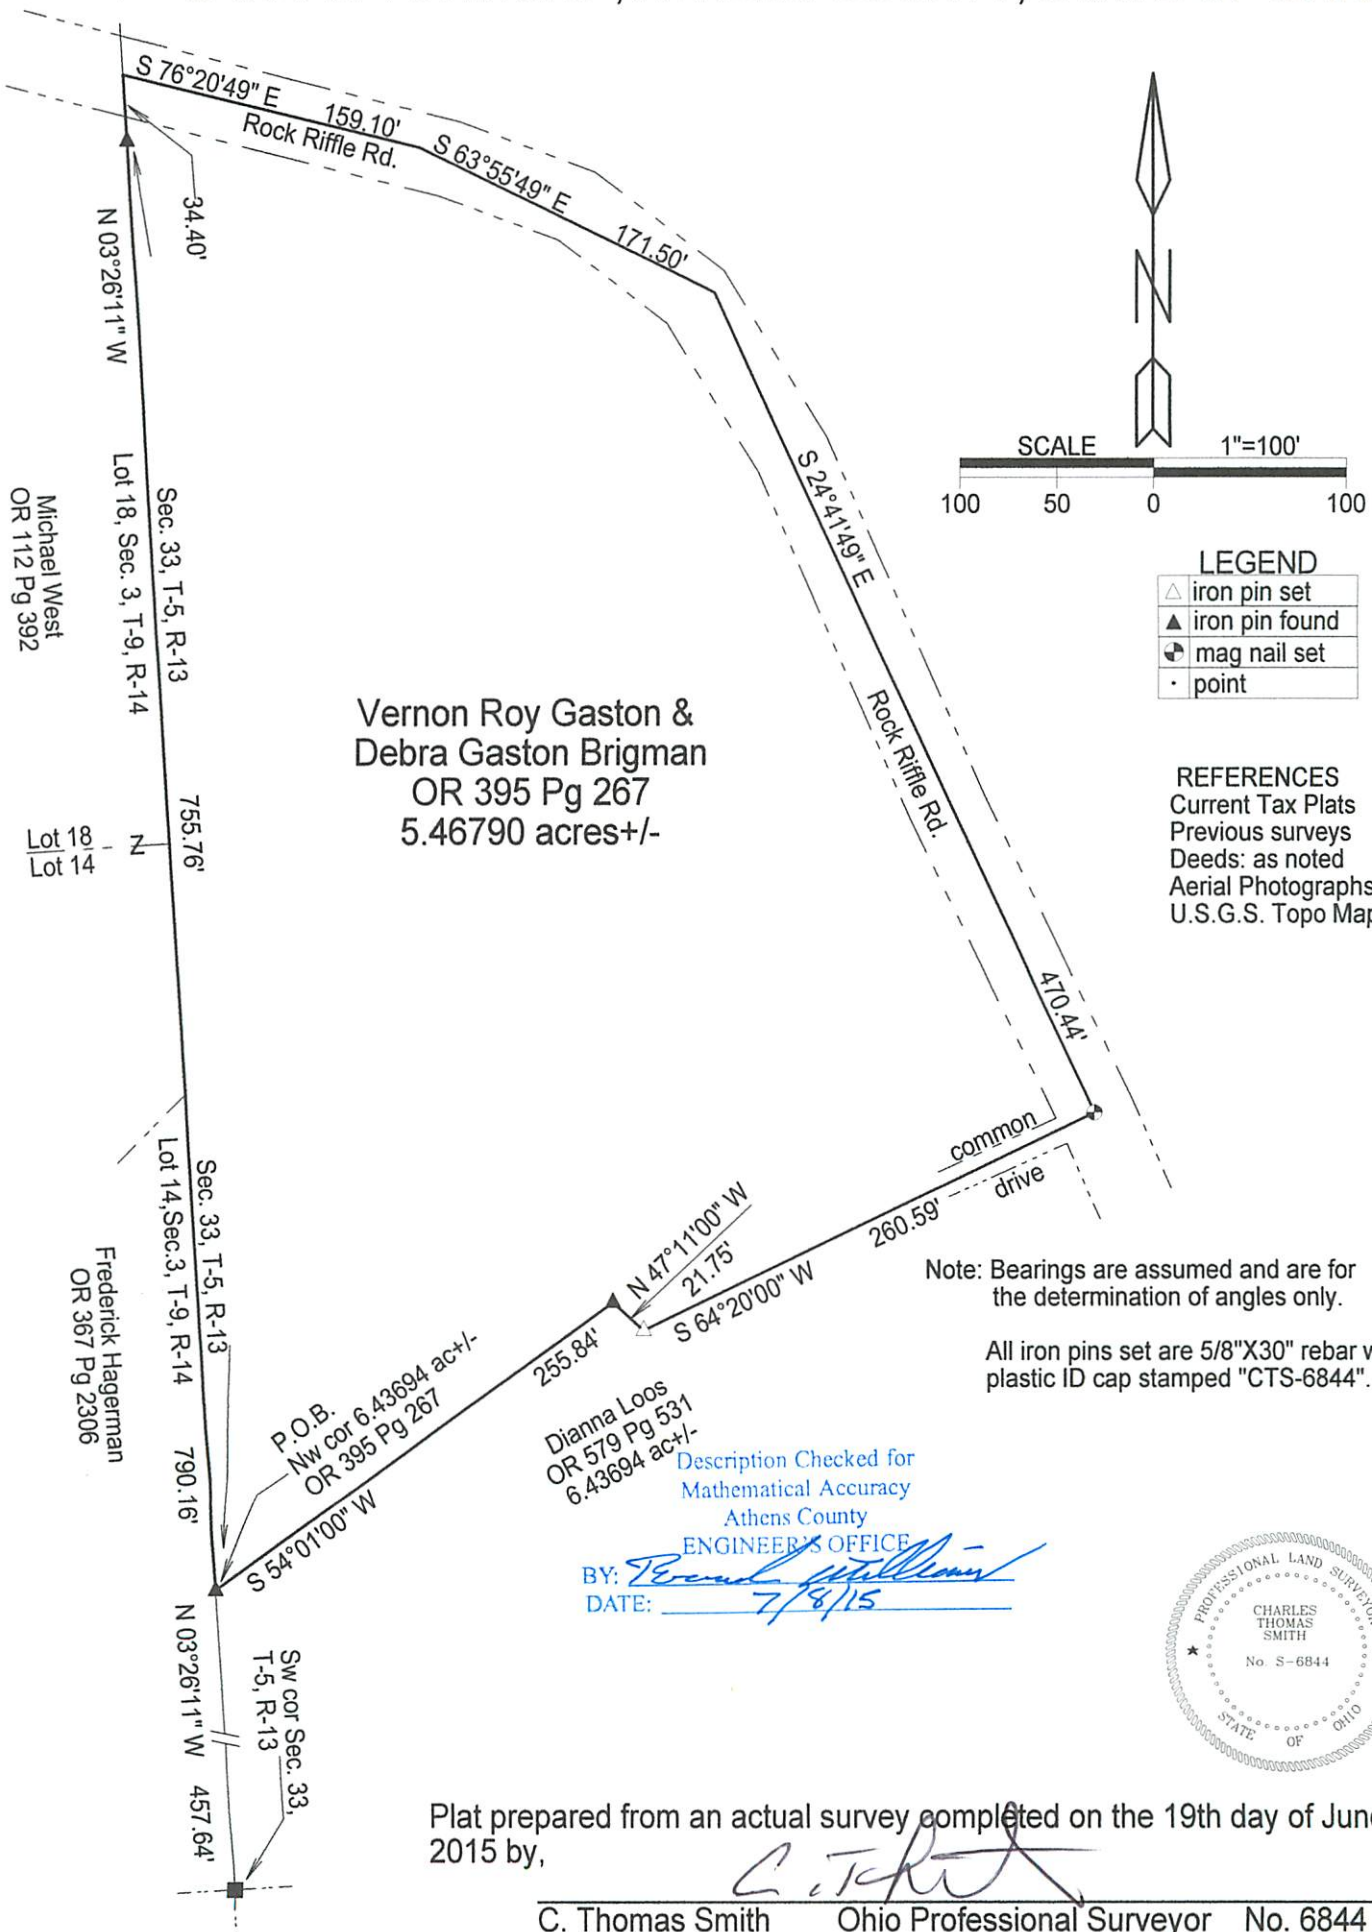 S 76°20'49" E
159.10'
Rock Riffle Rd.
S 63°55'49" E
171.50'
34.40'
N 03°26'11" W
SCALE 1"=100'
100 50 0 100
S 24°41'49" E
LEGEND
iron pin set
iron pin found
mag nail set
point
Sec. 33, T-5, R-13
Lot 18, Sec. 3, T-9, R-14
Michael West
OR 112 Pg 392
Vernon Roy Gaston &
Debra Gaston Brigman
OR 395 Pg 267
5.46790 acres+/-
Rock Riffle Rd.
REFERENCES
Current Tax Plats
Previous surveys
Deeds: as noted
Aerial Photographs
U.S.G.S. Topo Map
755.76'
Lot 18
Lot 14
N
N
470.44'
common
drive
260.59'
S 64°20'00" W
N 47°11'00" W
21.75'
Sec. 33, T-5, R-13
Lot 14,Sec.3, T-9, R-14
Frederick Hagerman
OR 367 Pg 2306
790.16'
255.84'
P.O.B.
Nw cor 6.43694 ac+/-
OR 395 Pg 267
S 54°01'00" W
Dianna Loos
OR 579 Pg 531
6.43694 ac+/-
Note: Bearings are assumed and are for
the determination of angles only.
All iron pins set are 5/8"X30" rebar
plastic ID cap stamped "CTS-6844".
Description Checked for
Mathematical Accuracy
Athens County
ENGINEER'S OFFICE
BY:
DATE: 7/8/15
PROFESSIONAL LAND SURVEYOR
CHARLES
THOMAS
SMITH
No. S-6844
STATE OF OHIO
N 03°26'11" W 457.64'
Sw cor Sec. 33,
T-5, R-13
Plat prepared from an actual survey completed on the 19th day of June
2015 by,
C. Thomas Smith Ohio Professional Surveyor No. 6844